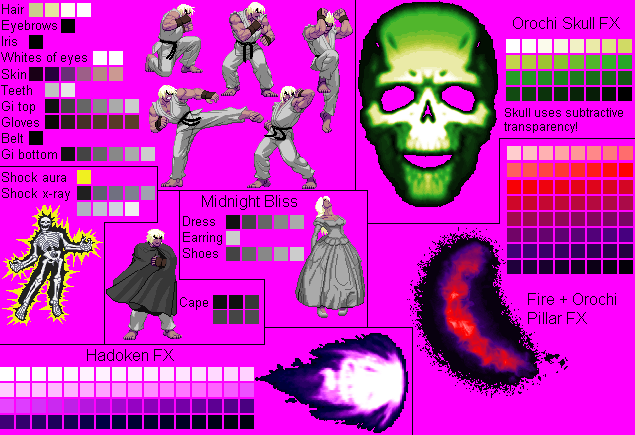 Hair
Eyebrows
Iris
Whites of eyes
Skin
Teeth
Gi top
Gloves
Belt
Gi bottom
Shock aura
Shock x-ray
Midnight Bliss
Dress
Earring
Shoes
Cape
Orochi Skull FX
Skull uses subtractive
transparency!
Fire + Orochi
Pillar FX
Hadoken FX